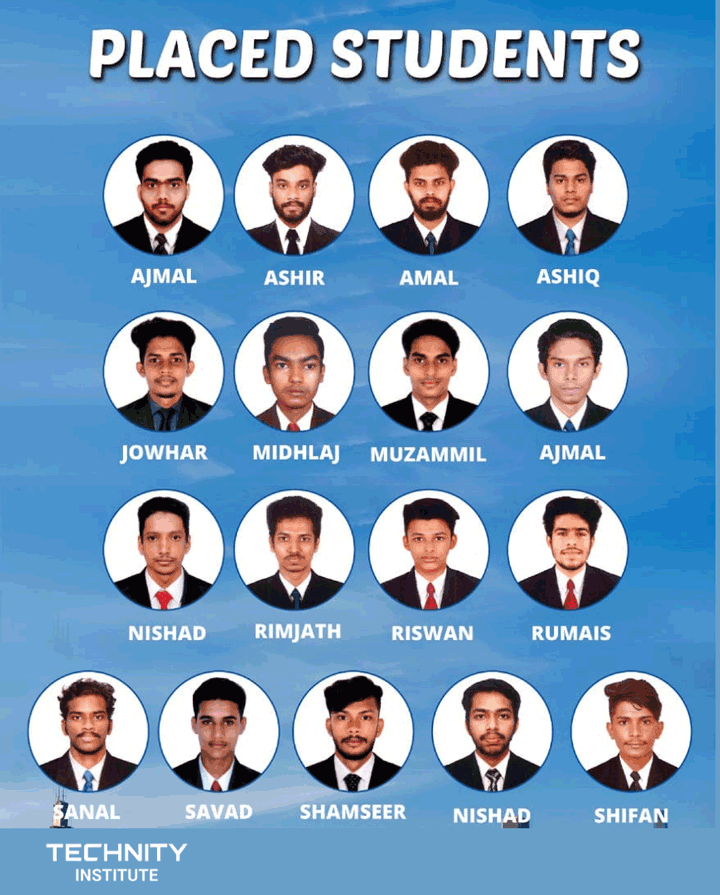 PLACED STUDENTS
AJMAL ASHIR AMAL ASHIQ
JOWHAR MIDHLAJ MUZAMMIL AJMAL
NISHAD RIMJATH RISWAN RUMAIS
SANAL SAVAD SHAMSEER NISHAD SHIFAN
TECHNITY
INSTITUTE